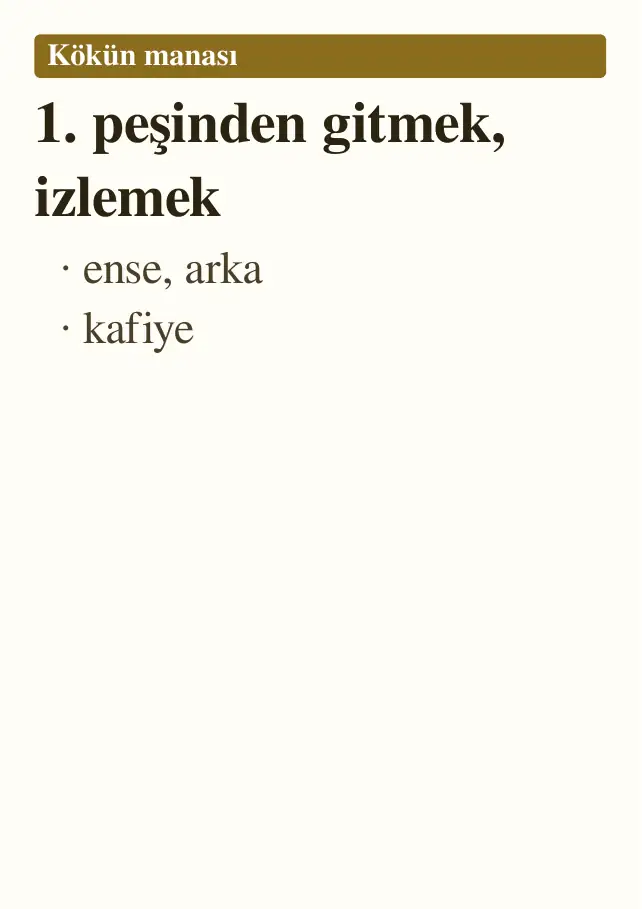 Kökün manası
1. peşinden gitmek,
izlemek
· ense, arka
· kafiye